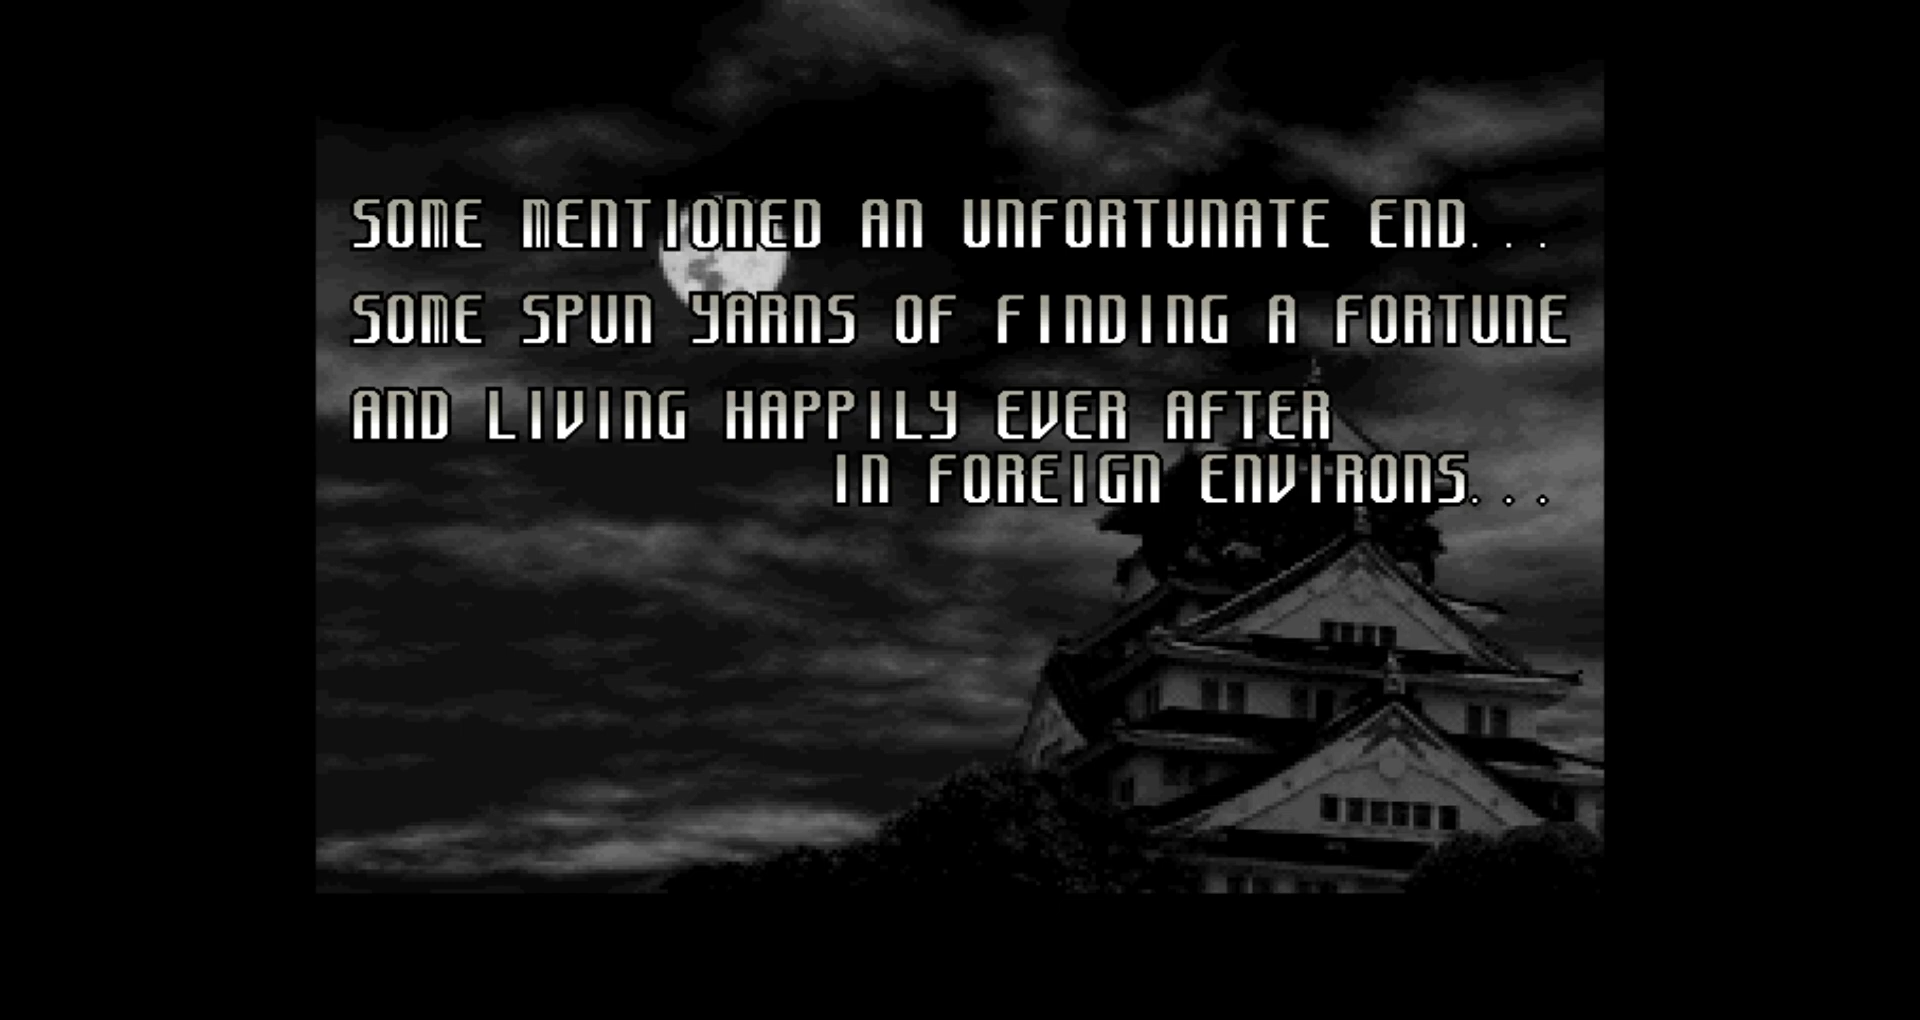 SOME MENTIONED AN UNFORTUNATE END...
SOME SPUN YARNS OF FINDING A FORTUNE
AND LIVING HAPPILY EVER AFTER
IN FOREIGN ENVIRONS...